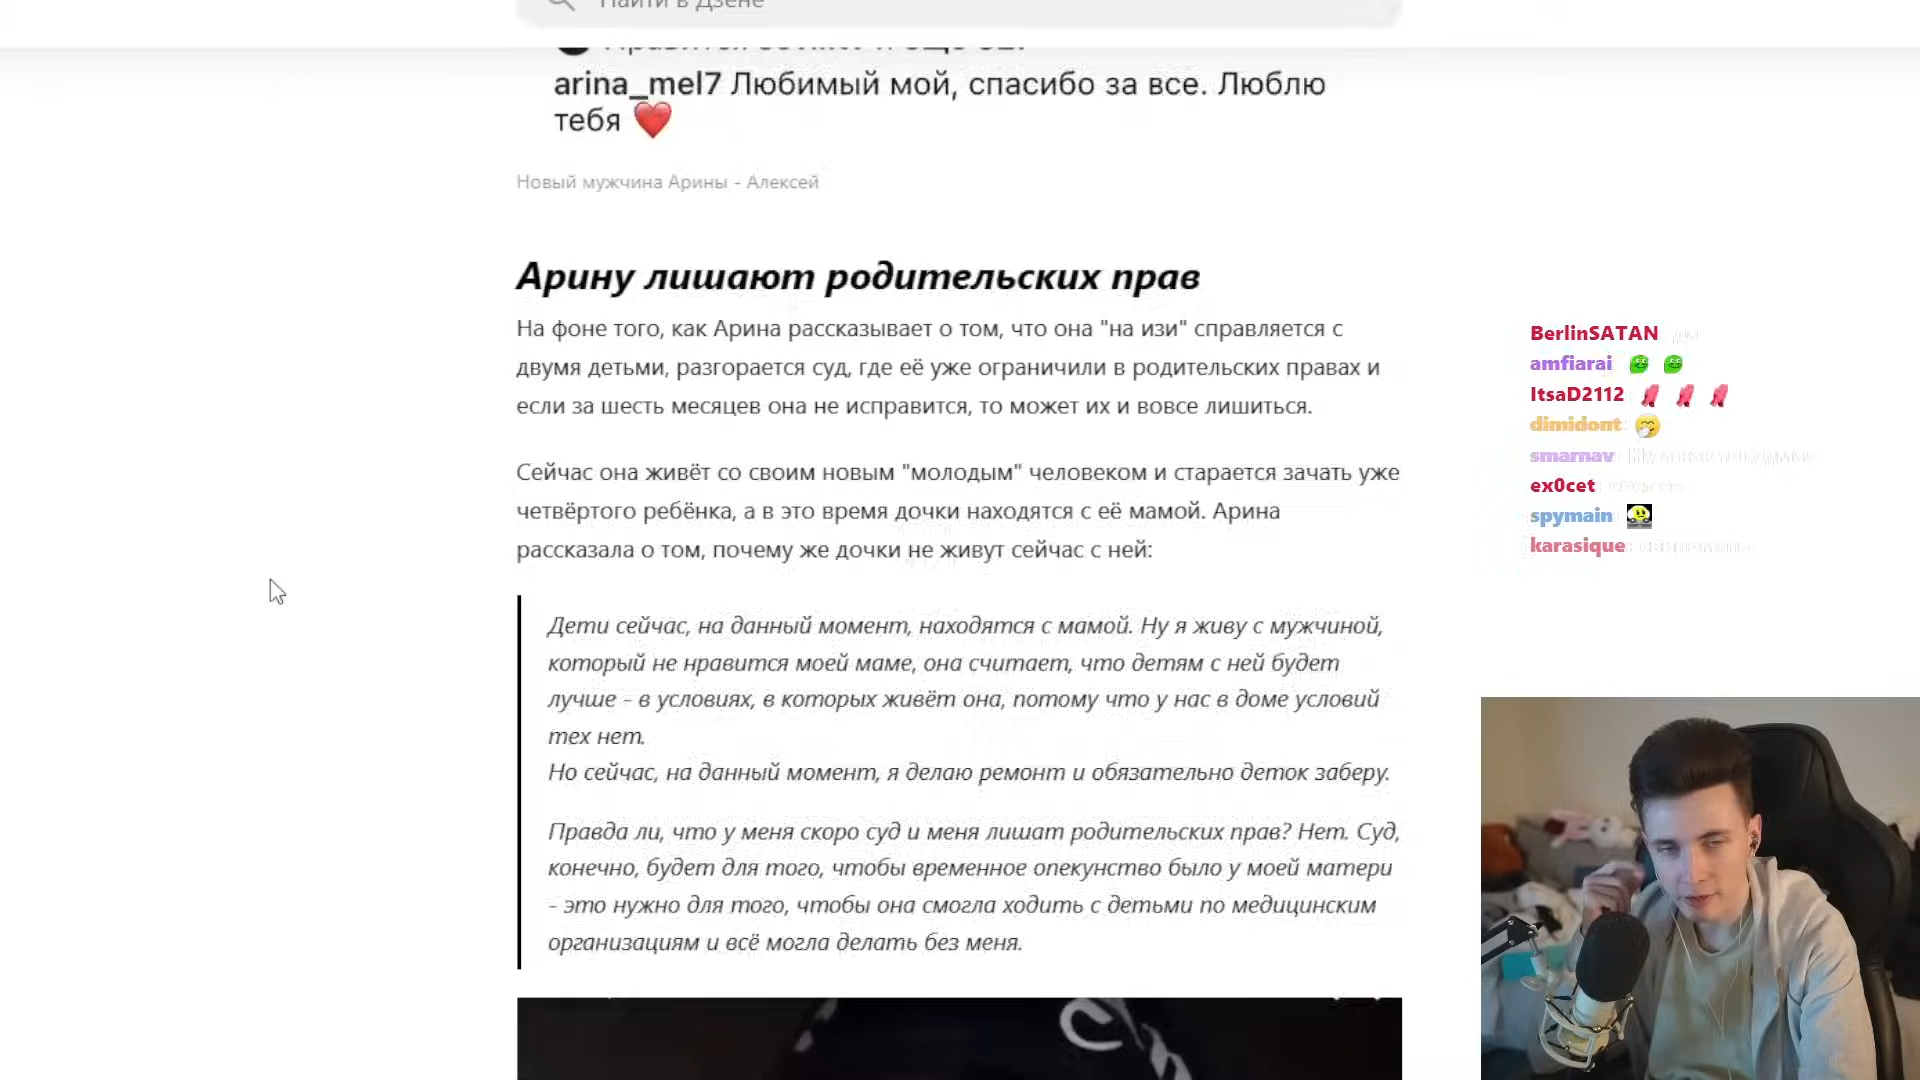 Найти в Дзене
arina_mel7 Любимый мой, спасибо за все. Люблю
тебя
Новый мужчина Арины - Алексей
Арину лишают родительских прав
На фоне того, как Арина рассказывает о том, что она "на изи" справляется с
двумя детьми, разгорается суд, где её уже ограничили в родительских правах и
если за шесть месяцев она не исправится, то может их и вовсе лишиться.
Сейчас она живёт со своим новым "молодым" человеком и старается зачать уже
четвёртого ребёнка, а в это время дочки находятся с её мамой. Арина
рассказала о том, почему же дочки не живут сейчас с ней:
Дети сейчас, на данный момент, находятся с мамой. Ну я живу с мужчиной,
который не нравится моей маме, она считает, что детям с ней будет
лучше - в условиях, в которых живёт она, потому что у нас в доме условий
тех нет.
Но сейчас, на данный момент, я делаю ремонт и обязательно деток заберу.
Правда ли, что у меня скоро суд и меня лишат родительских прав? Нет. Суд,
конечно, будет для того, чтобы временное опекунство было у моей матери
- это нужно для того, чтобы она смогла ходить с детьми по медицинским
организациям и всё могла делать без меня.
BerlinSATAN
amfiarai
ItsaD2112
dimidont
smarnav
ex0cet
spymain
karasique